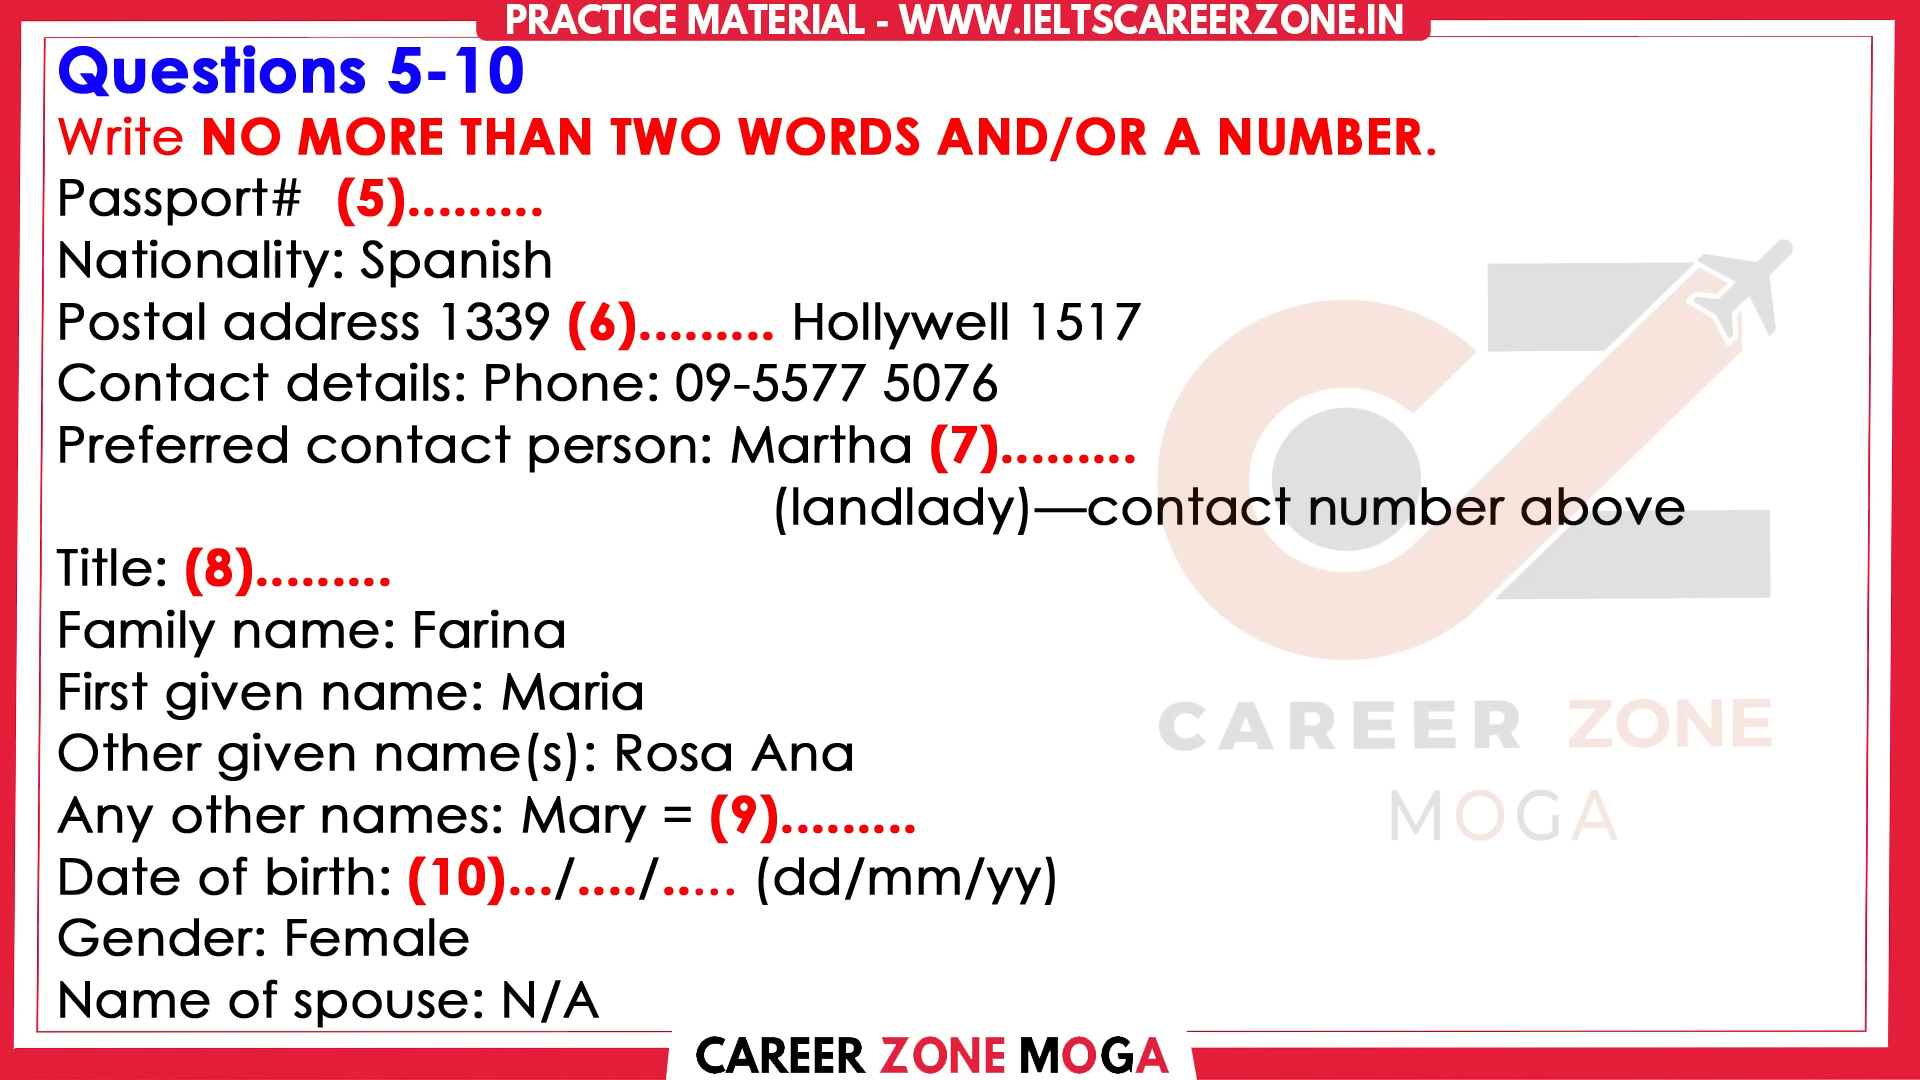 PRACTICE MATERIAL - WWW.IELTSCAREERZONE.IN
Questions 5-10
Write NO MORE THAN TWO WORDS AND/OR A NUMBER.
Passport# (5).........
Nationality: Spanish
Postal address 1339 (6)......... Hollywell 1517
Contact details: Phone: 09-5577 5076
Preferred contact person: Martha (7).........
(landlady)—contact number above
Title: (8).........
Family name: Farina
First given name: Maria
Other given name(s): Rosa Ana
Any other names: Mary = (9).........
Date of birth: (10).../..../..... (dd/mm/yy)
Gender: Female
Name of spouse: N/A
CAREER ZONE
MOGA
CAREER ZONE MOGA